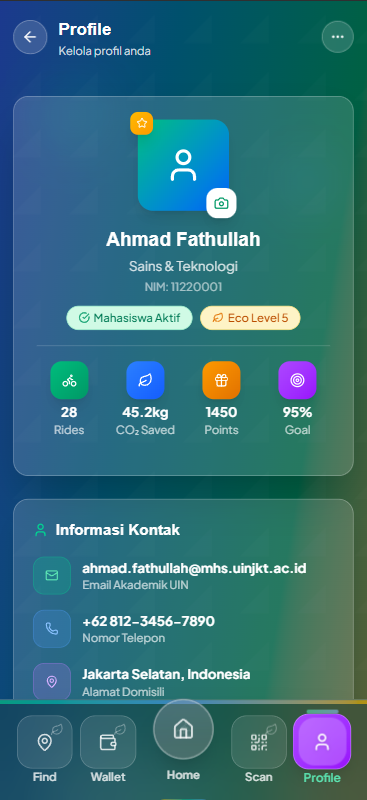 Profile
Kelola profil anda
Ahmad Fathullah
Sains & Teknologi
NIM: 11220001
Mahasiswa Aktif
Eco Level 5
28
45.2kg
1450
95%
Rides
CO₂ Saved
Points
Goal
Informasi Kontak
ahmad.fathullah@mhs.uinjkt.ac.id
Email Akademik UIN
+62 812-3456-7890
Nomor Telepon
Jakarta Selatan, Indonesia
Alamat Domisili
Find
Wallet
Home
Scan
Profile